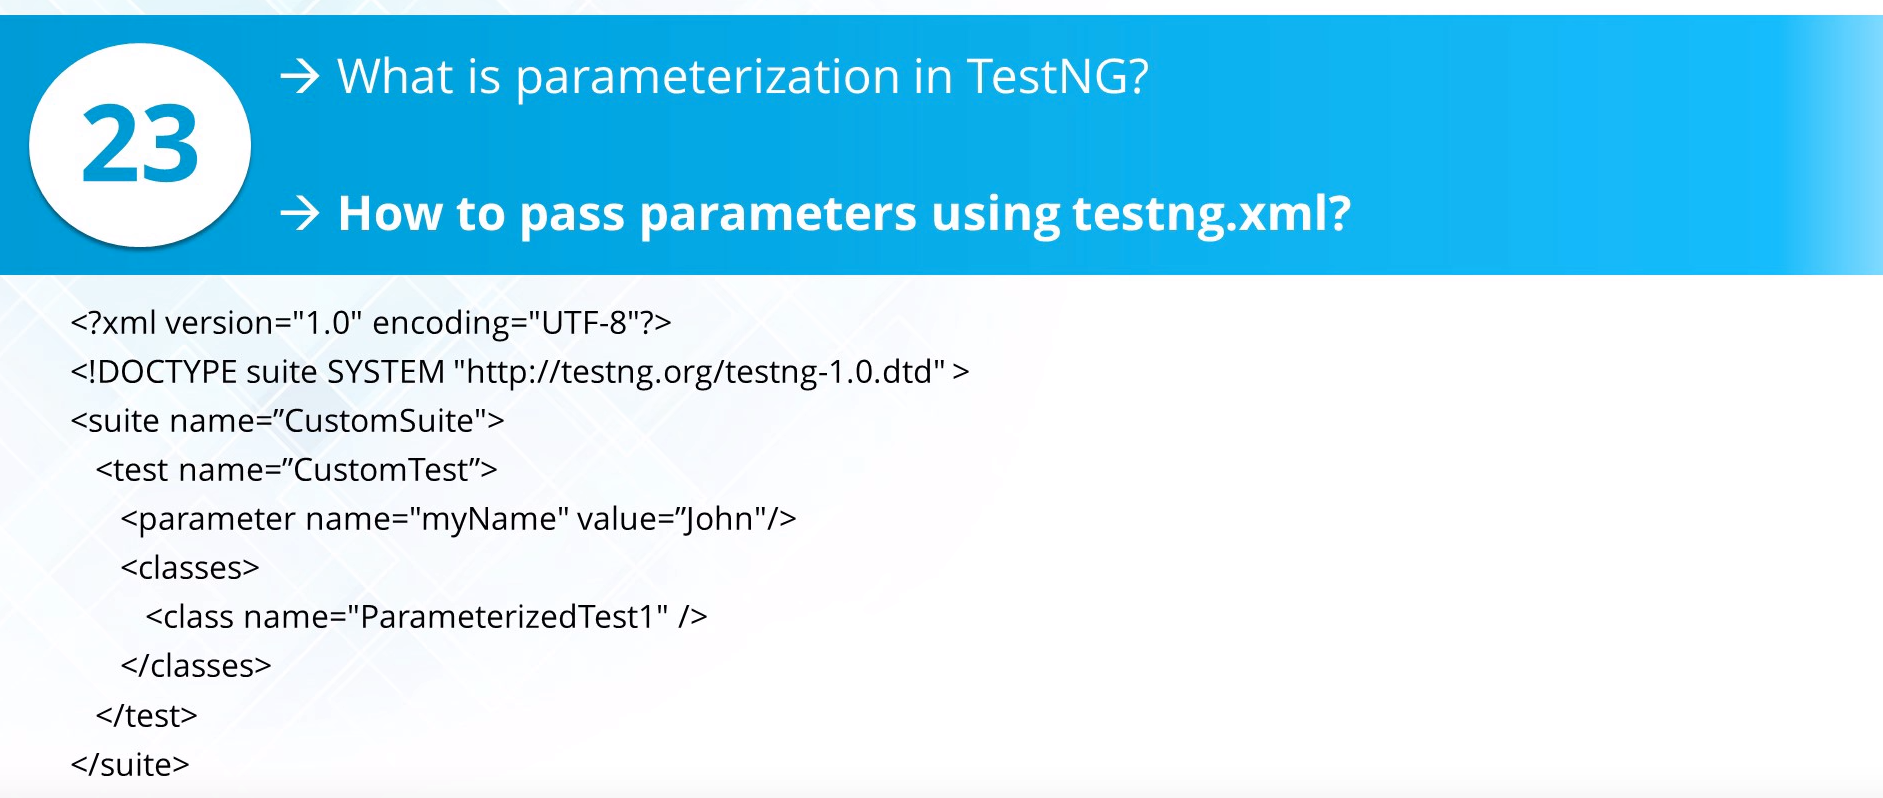 23
→ What is parameterization in TestNG?
→ How to pass parameters using testng.xml?
<?xml version="1.0" encoding="UTF-8"?>
<!DOCTYPE suite SYSTEM "http://testng.org/testng-1.0.dtd" >
<suite name=”CustomSuite">
<test name=”CustomTest”>
<parameter name="myName" value=”John"/>
<classes>
<class name="ParameterizedTest1" />
</classes>
</test>
</suite>